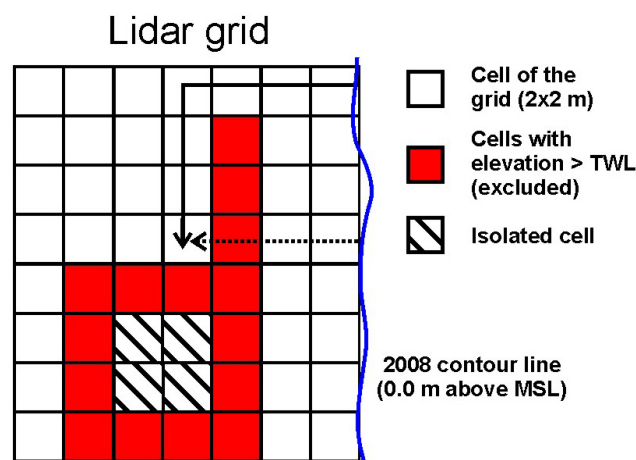 Lidar grid
Cell of the
grid (2x2 m)
Cells with
elevation > TWL
(excluded)
Isolated cell
2008 contour line
(0.0 m above MSL)